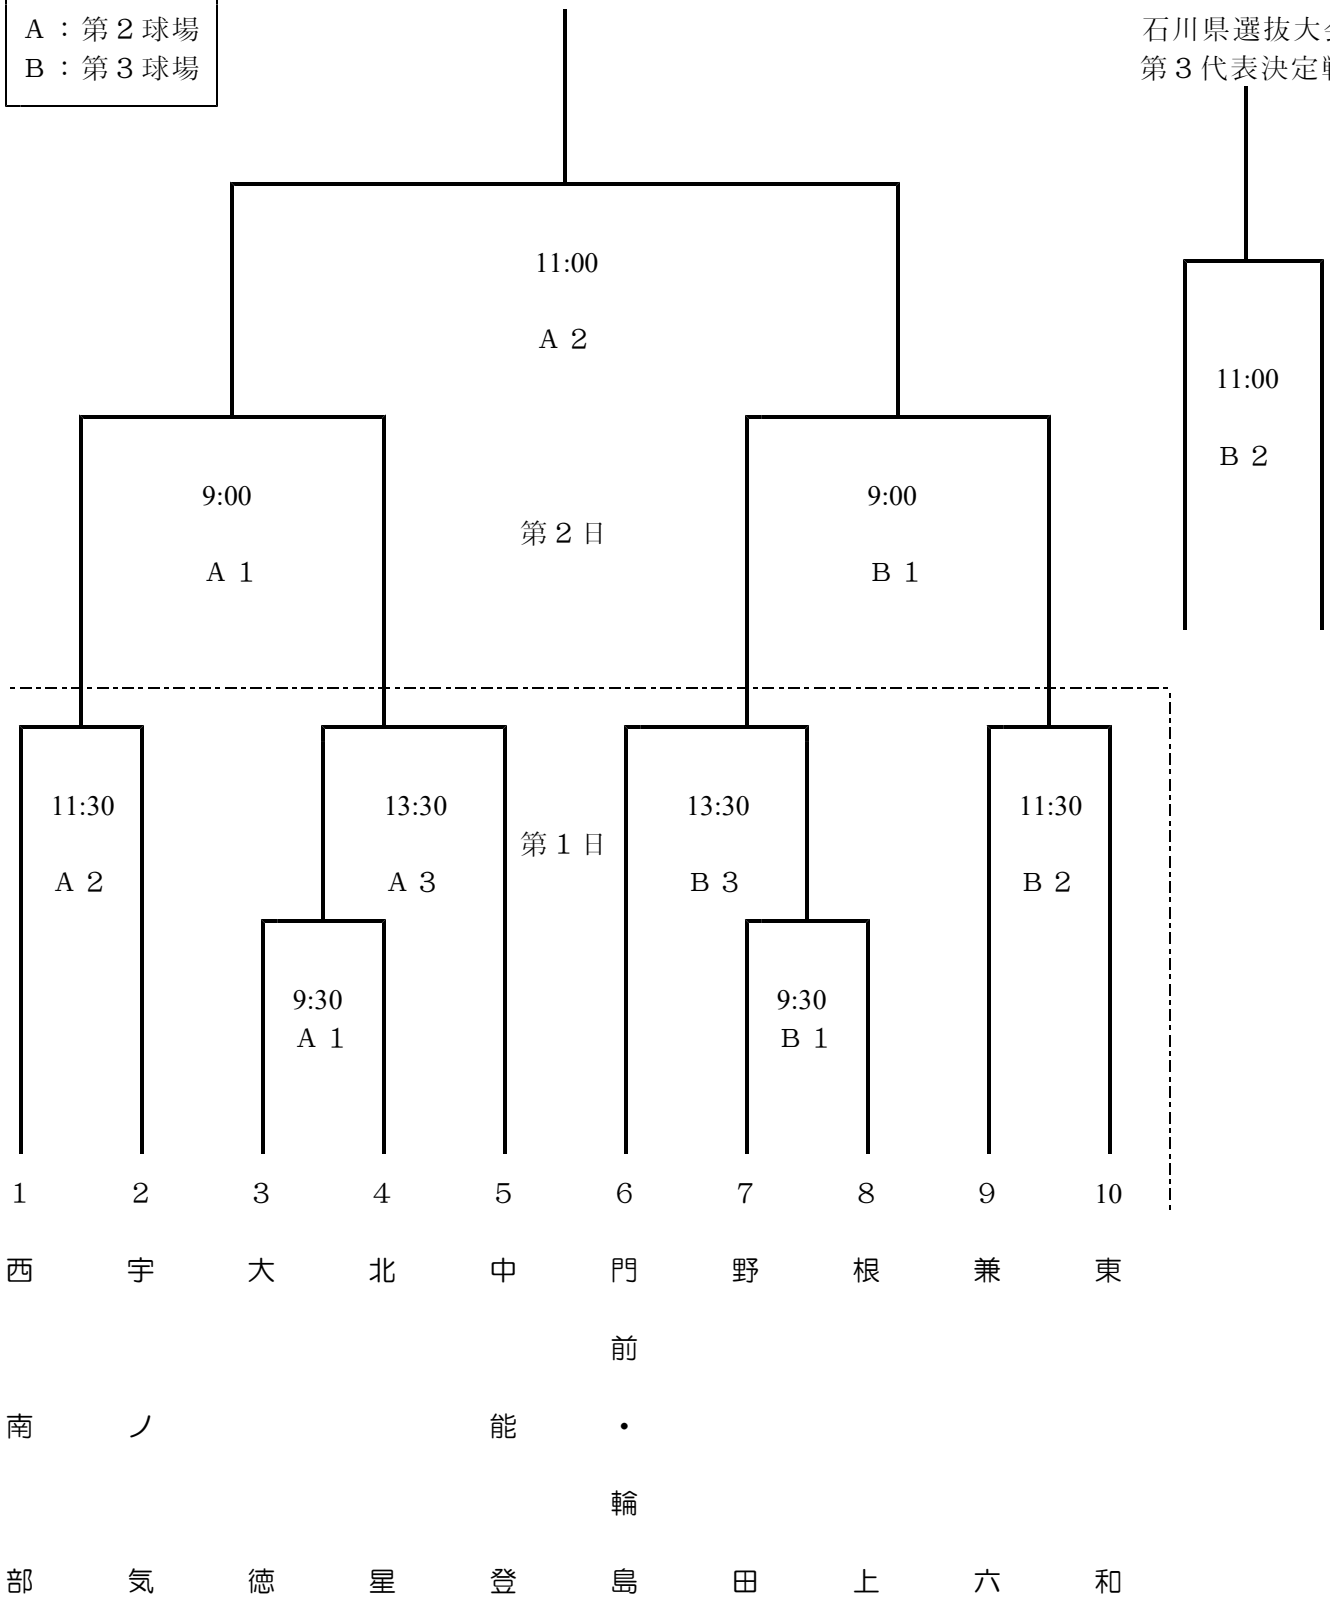 A：第２球場
B：第３球場
石川県選抜大
第３代表決定
11:00
A ２
11:00
B ２
9:00
A １
第２日
9:00
B １
11:30
A ２
13:30
A ３
第１日
13:30
B ３
11:30
B ２
9:30
A １
9:30
B １
１ ２ ３ ４ ５ ６ ７ ８ ９ 10
西南部
宇ノ気
大徳
北星
中能登
門前・輪島
野田
根上
兼六
東和